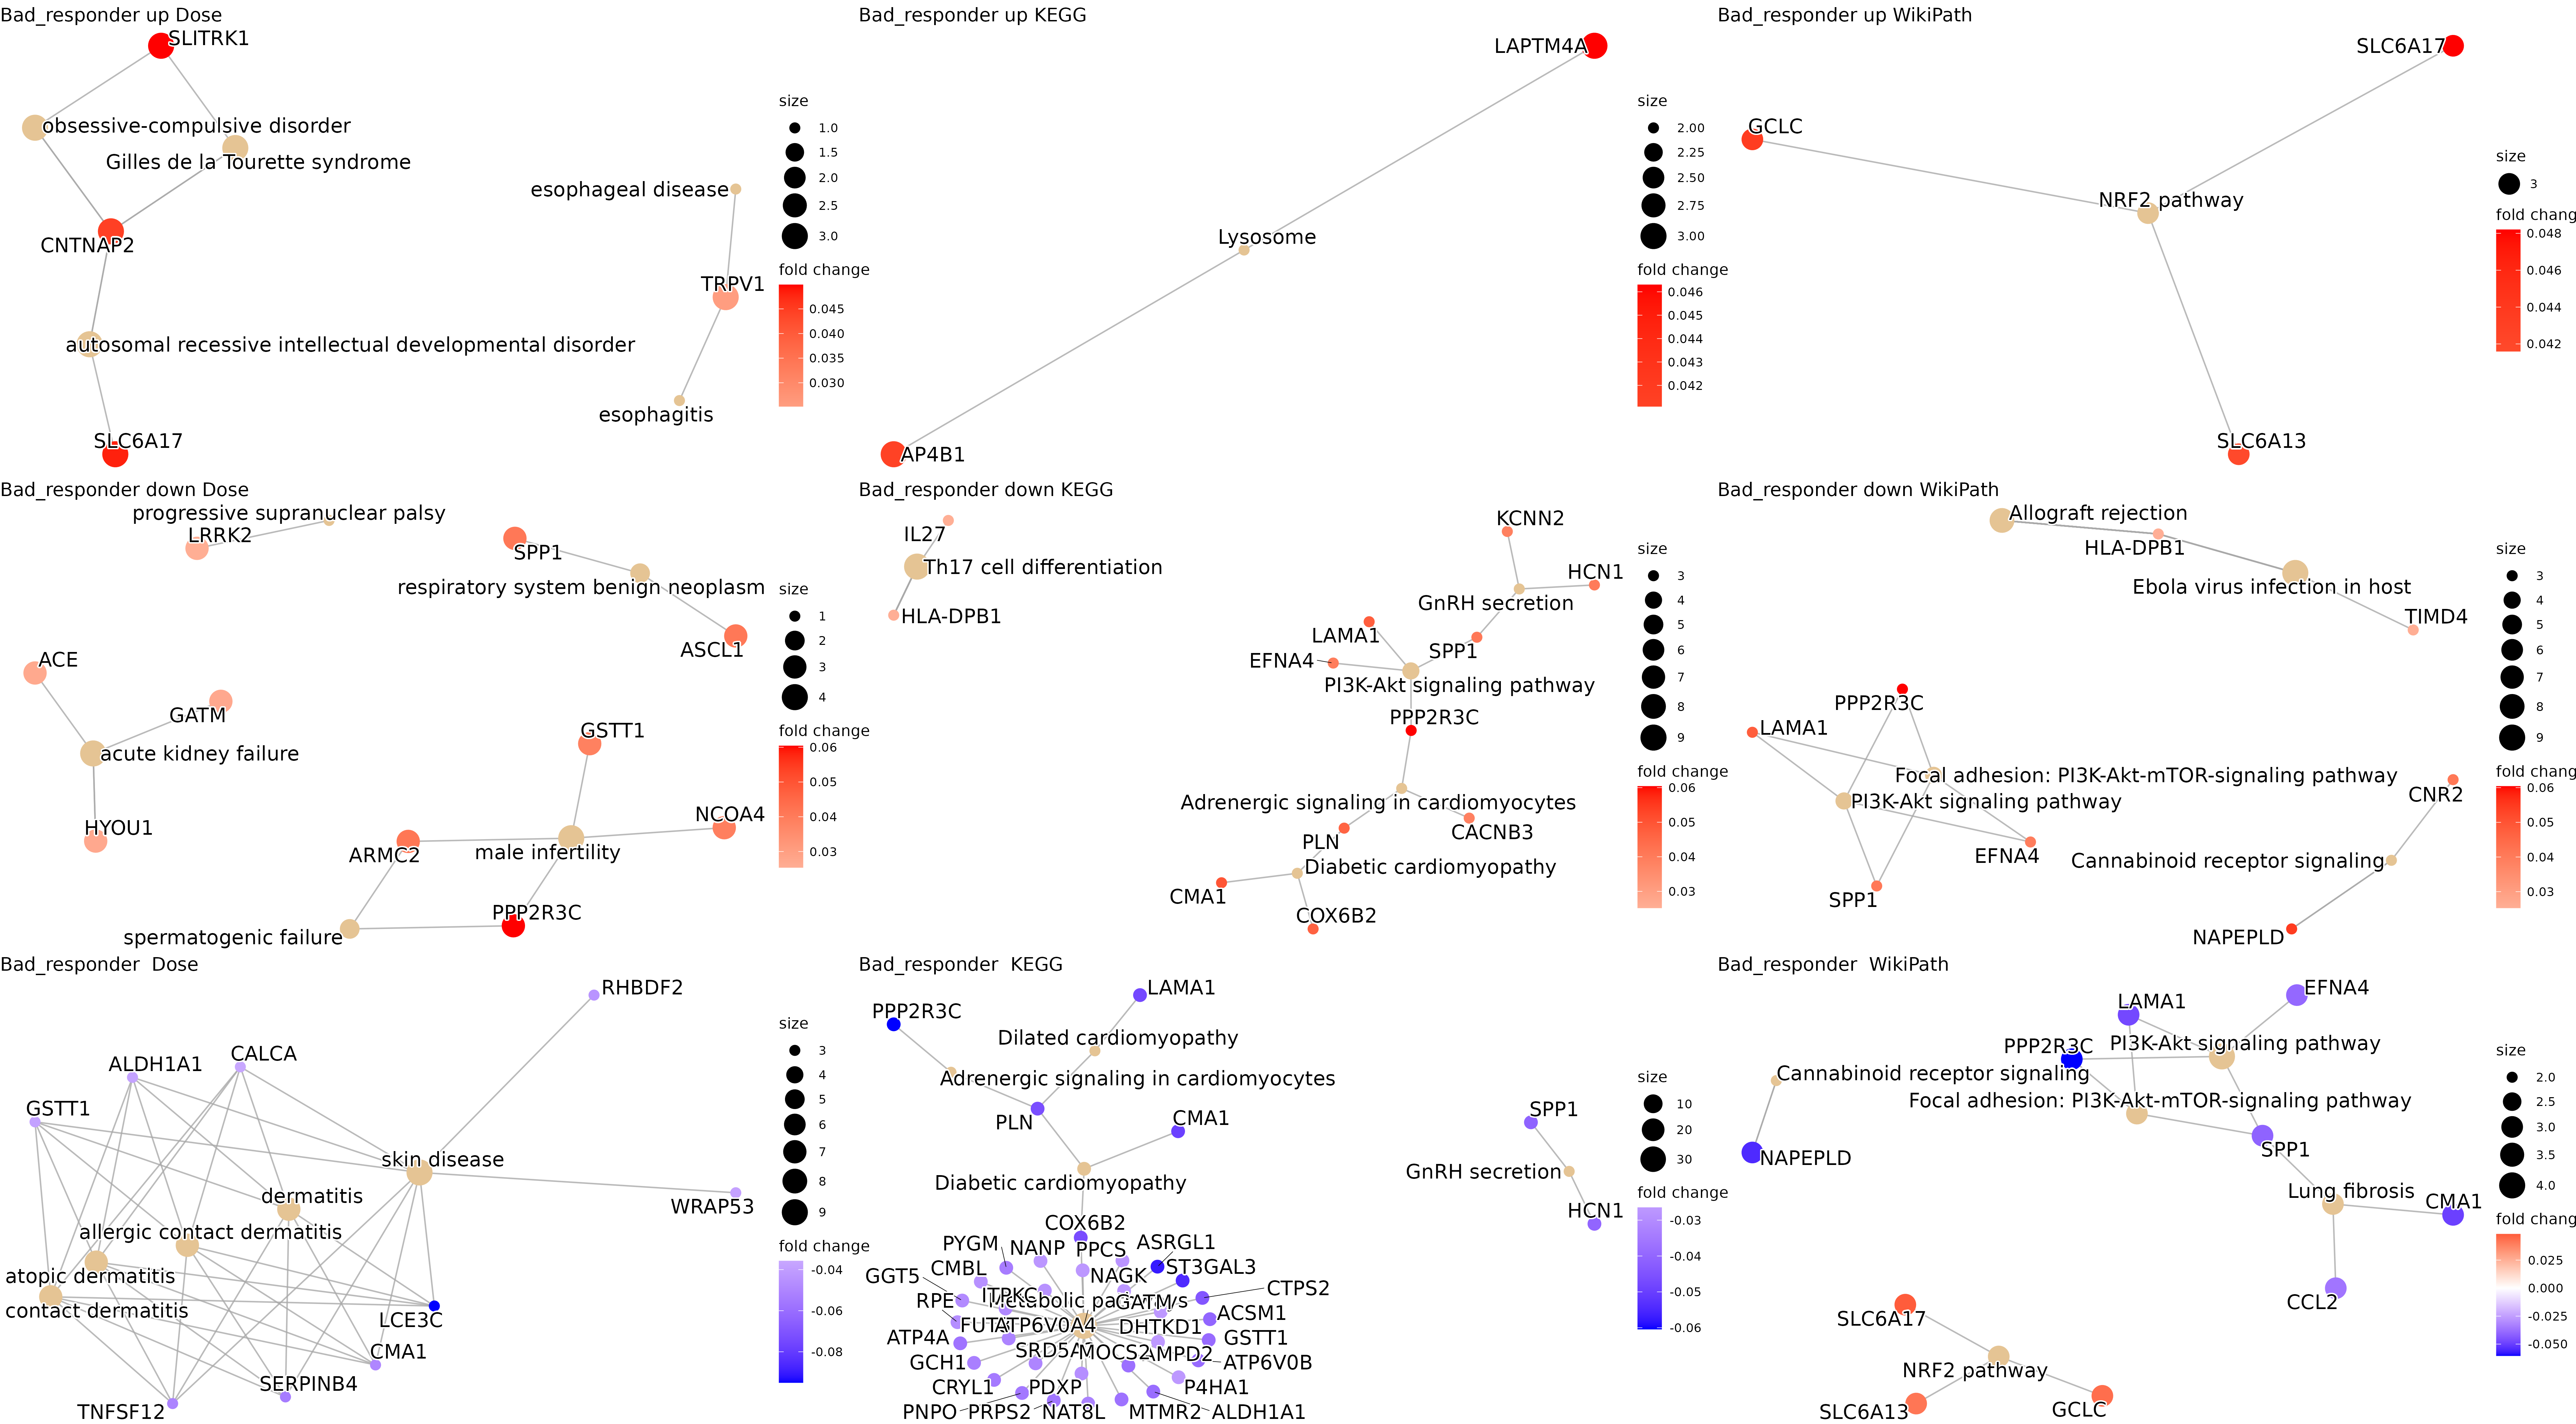 Bad_responder up Dose
SLITRK1
obsessive-compulsive disorder
Gilles de la Tourette syndrome
esophageal disease
CNTNAP2
TRPV1
autosomal recessive intellectual developmental disorder
esophagitis
SLC6A17
size
1.0
1.5
2.0
2.5
3.0
fold change
0.045
0.040
0.035
0.030
Bad_responder up KEGG
LAPTM4A
Lysosome
AP4B1
size
2.00
2.25
2.50
2.75
3.00
fold change
0.046
0.045
0.044
0.043
0.042
Bad_responder up WikiPath
SLC6A17
GCLC
NRF2 pathway
SLC6A13
size
3
fold chang
0.048
0.046
0.044
0.042
Bad_responder down Dose
progressive supranuclear palsy
LRRK2
SPP1
respiratory system benign neoplasm
ASCL1
ACE
GATM
acute kidney failure
GSTT1
HYOU1
NCOA4
ARMC2
male infertility
PPP2R3C
spermatogenic failure
size
1
2
3
4
fold change
0.06
0.05
0.04
0.03
Bad_responder down KEGG
IL27
Th17 cell differentiation
HLA-DPB1
KCNN2
HCN1
GnRH secretion
LAMA1
SPP1
EFNA4
PI3K-Akt signaling pathway
PPP2R3C
Adrenergic signaling in cardiomyocytes
CACNB3
PLN
Diabetic cardiomyopathy
CMA1
COX6B2
size
3
4
5
6
7
8
9
fold change
0.06
0.05
0.04
0.03
Bad_responder down WikiPath
Allograft rejection
HLA-DPB1
Ebola virus infection in host
TIMD4
PPP2R3C
LAMA1
Focal adhesion: PI3K-Akt-mTOR-signaling pathway
CNR2
PI3K-Akt signaling pathway
EFNA4
Cannabinoid receptor signaling
SPP1
NAPEPLD
size
3
4
5
6
7
8
9
fold chang
0.06
0.05
0.04
0.03
Bad_responder  Dose
RHBDF2
ALDH1A1
CALCA
GSTT1
skin disease
dermatitis
WRAP53
allergic contact dermatitis
atopic dermatitis
contact dermatitis
LCE3C
CMA1
SERPINB4
TNFSF12
size
3
4
5
6
7
8
9
fold change
-0.04
-0.06
-0.08
Bad_responder  KEGG
LAMA1
PPP2R3C
Dilated cardiomyopathy
Adrenergic signaling in cardiomyocytes
PLN
CMA1
SPP1
GnRH secretion
Diabetic cardiomyopathy
HCN1
COX6B2
PYGM
NANP
PPCS
ASRGL1
CMBL
NAGK
ST3GAL3
GGT5
CTPS2
ITPKC
RPE
GATM
ACSM1
ATP6V0A4
DHTKD1
ATP4A
GSTT1
MOCS2
AMPD2
GCH1
ATP6V0B
CRYL1
PDXP
P4HA1
PNPO
PRPS2
NAT8L
MTMR2
ALDH1A1
size
10
20
30
fold change
-0.03
-0.04
-0.05
-0.06
Bad_responder  WikiPath
EFNA4
LAMA1
PPP2R3C
PI3K-Akt signaling pathway
Cannabinoid receptor signaling
Focal adhesion: PI3K-Akt-mTOR-signaling pathway
SPP1
NAPEPLD
Lung fibrosis
CMA1
CCL2
SLC6A17
NRF2 pathway
SLC6A13
GCLC
size
2.0
2.5
3.0
3.5
4.0
fold chang
0.025
0.000
-0.025
-0.050